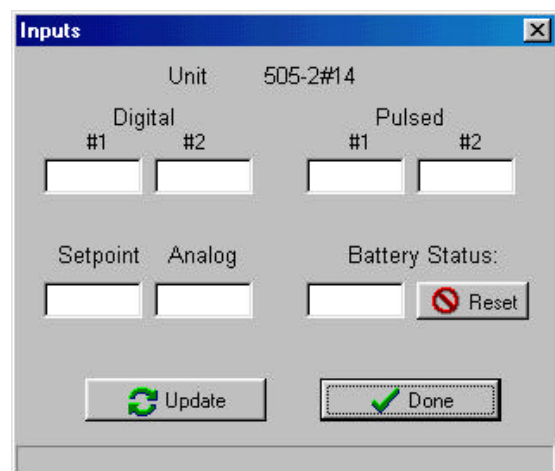 Inputs
Unit 505-2#14
Digital Pulsed
#1 #2 #1 #2
Setpoint Analog Battery Status:
Reset
Update Done